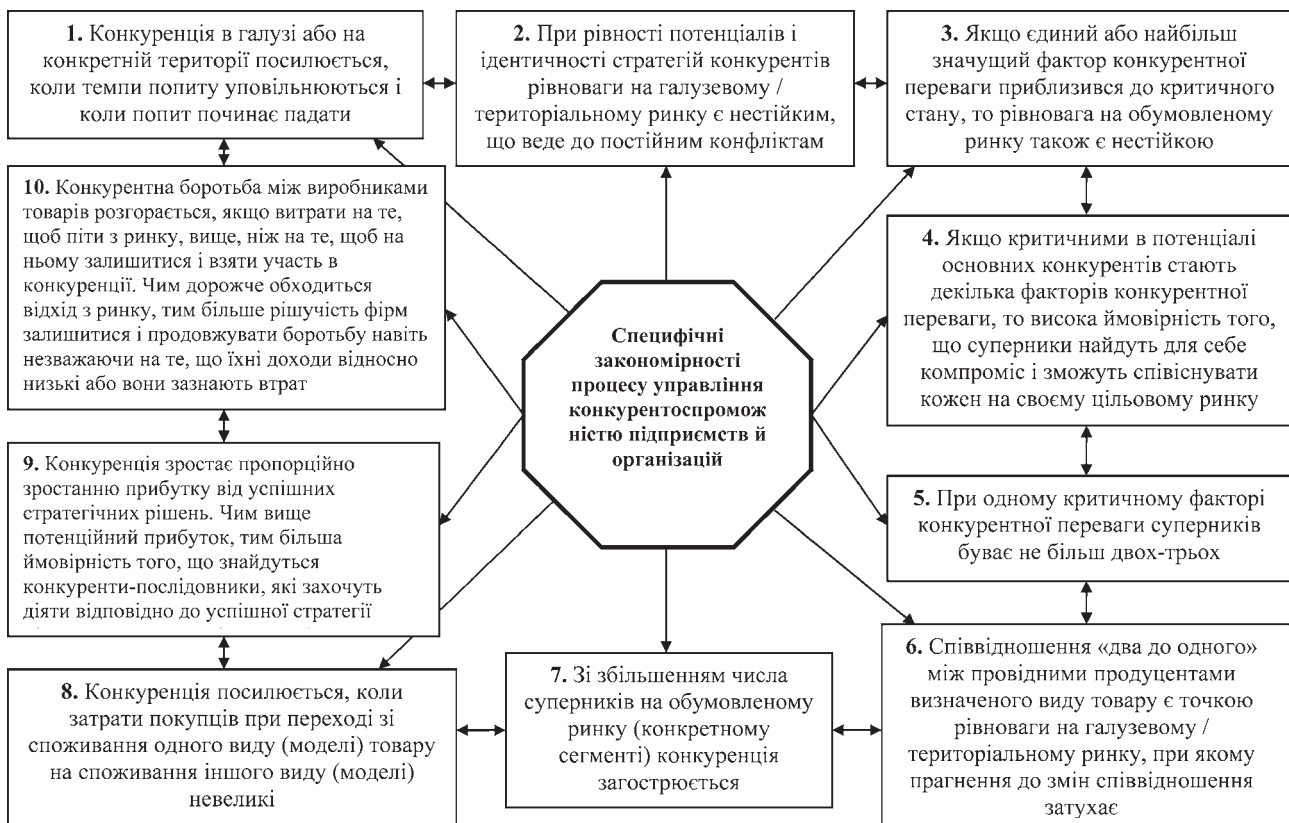 1. Конкуренція в галузі або на
конкретній території посилюється,
коли темпи попиту уповільнюються і
коли попит починає падати
2. При рівності потенціалів і
ідентичності стратегій конкурентів
рівноваги на галузевому /
територіальному ринку є нестійким,
що веде до постійним конфліктам
3. Якщо єдиний або найбільш
значущий фактор конкурентної
переваги приблизився до критичного
стану, то рівновага на обумовленому
ринку також є нестійкою
4. Якщо критичними в потенціалі
основних конкурентів стають
декілька факторів конкурентної
переваги, то висока ймовірність того,
що суперники найдуть для себе
компроміс і зможуть співіснувати
кожен на своєму цільовому ринку
5. При одному критичному факторі
конкурентної переваги суперників
буває не більш двох-трьох
6. Співвідношення «два до одного»
між провідними продуцентами
визначеного виду товару є точкою
рівноваги на галузевому /
територіальному ринку, при якому
прагнення до змін співвідношення
затухає
7. Зі збільшенням числа
суперників на обумовленому
ринку (конкретному
сегменті) конкуренція
загострюється
8. Конкуренція посилюється, коли
затрати покупців при переході зі
споживання одного виду (моделі) товару
на споживання іншого виду (моделі)
невеликі
9. Конкуренція зростає пропорційно
зростанню прибутку від успішних
стратегічних рішень. Чим вище
потенційний прибуток, тим більша
ймовірність того, що знайдуться
конкуренти-послідовники, які захочуть
діяти відповідно до успішної стратегії
10. Конкурентна боротьба між виробниками
товарів розгорається, якщо витрати на те,
щоб піти з ринку, вище, ніж на те, щоб на
ньому залишитися і взяти участь в
конкуренції. Чим дорожче обходиться
відхід з ринку, тим більше рішучість фірм
залишитися і продовжувати боротьбу навіть
незважаючи на те, що їхні доходи відносно
низькі або вони зазнають втрат
Специфічні
закономірності
процесу управління
конкурентоспромож
ністю підприємств й
організацій